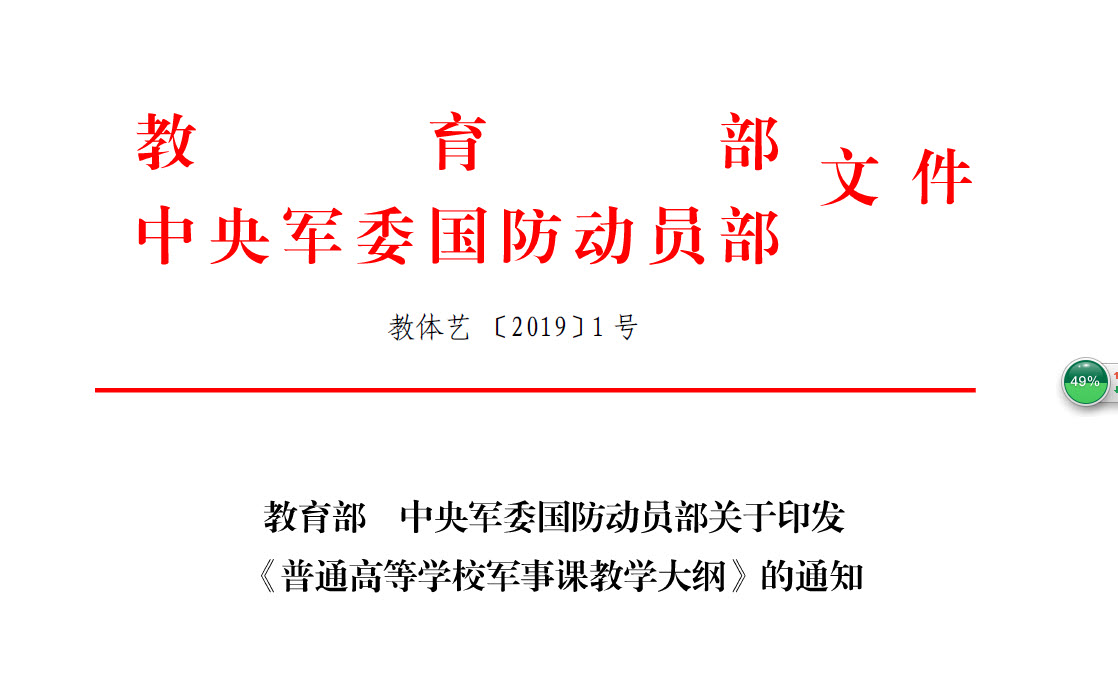 教育部
中央军委国防动员部
文件
教体艺〔2019〕1号
49%
教育部 中央军委国防动员部关于印发
《普通高等学校军事课教学大纲》的通知